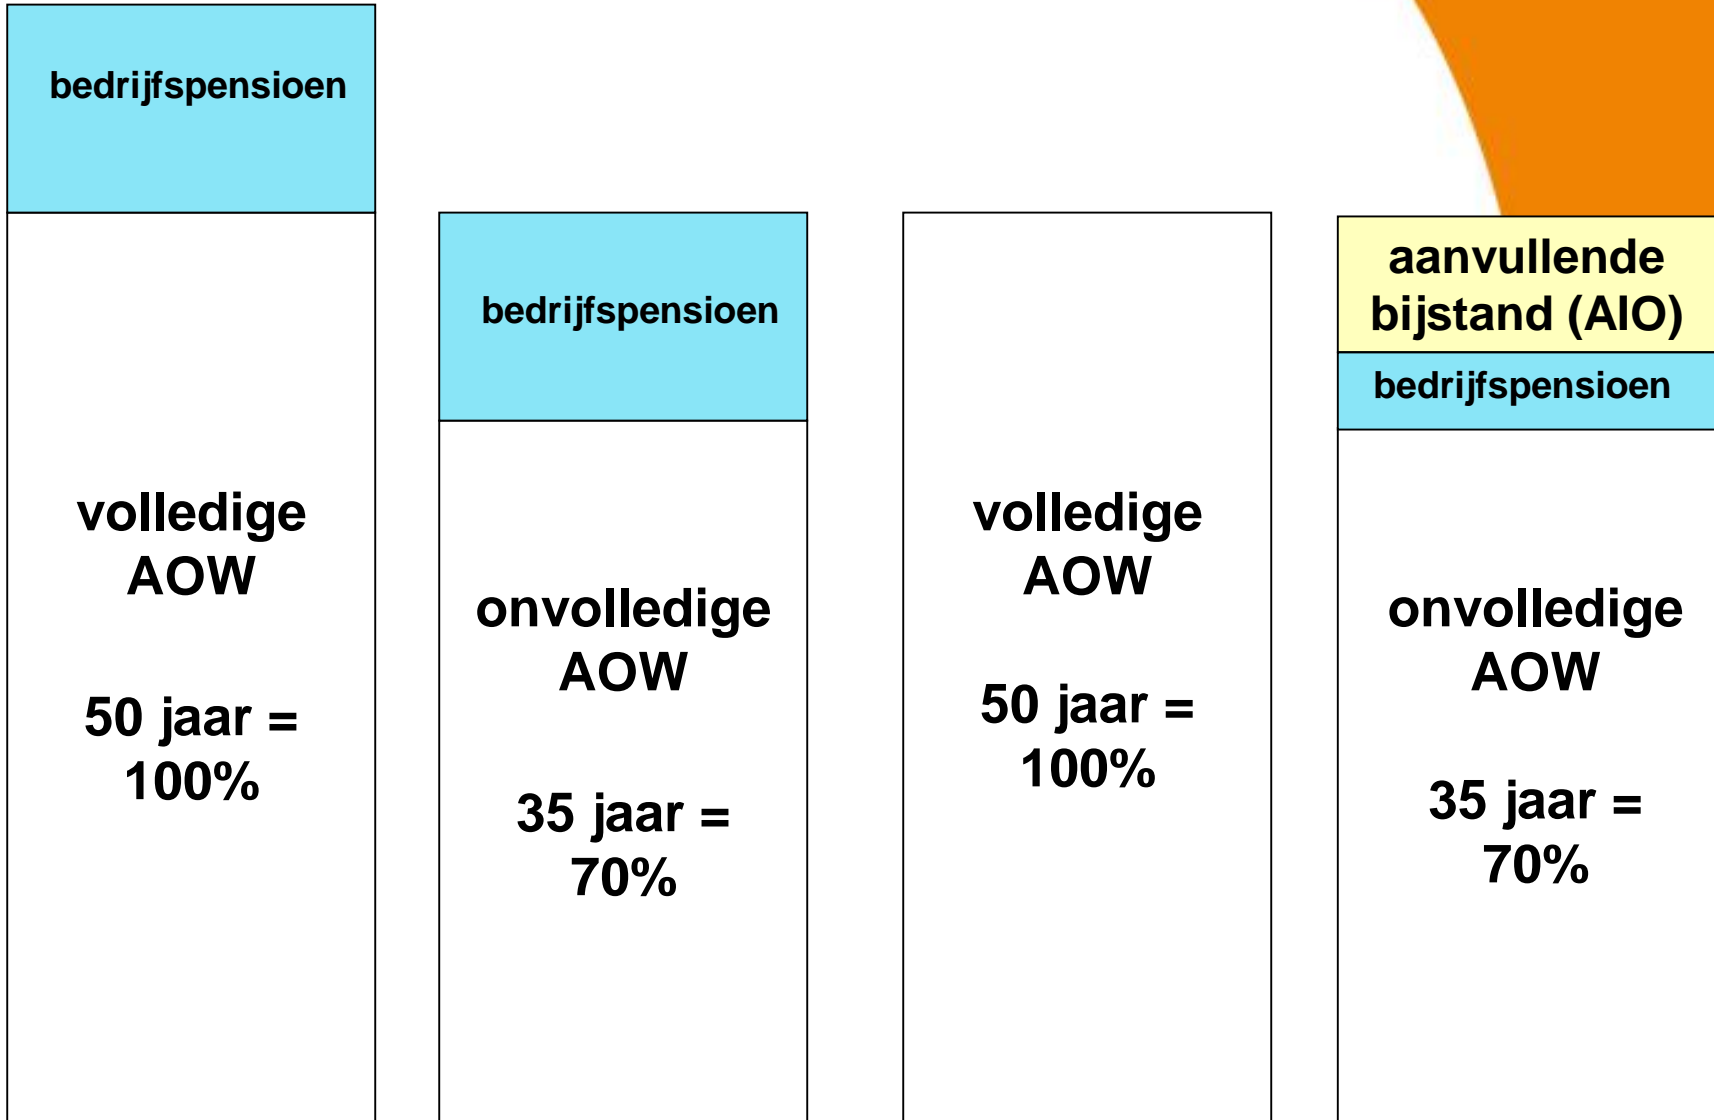 bedrijfspensioen
volledige
AOW
50 jaar =
100%
bedrijfspensioen
onvolledige
AOW
35 jaar =
70%
volledige
AOW
50 jaar =
100%
aanvullende
bijstand (AIO)
bedrijfspensioen
onvolledige
AOW
35 jaar =
70%